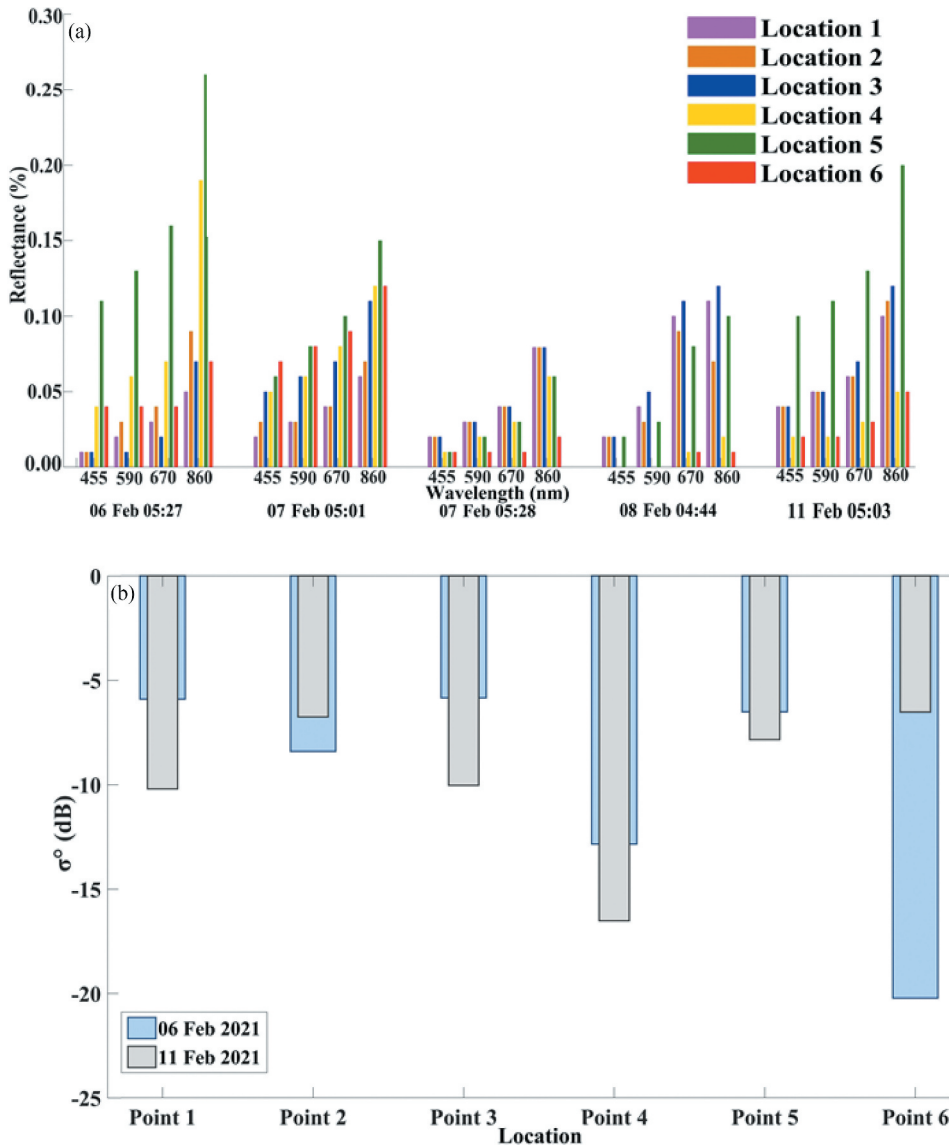 (a)
0.30
0.25
0.20
0.15
0.10
0.05
0.00
Reflectance (%)
Location 1
Location 2
Location 3
Location 4
Location 5
Location 6
455 590 670 860 455 590 670 860 455 590 670 860 455 590 670 860 455 590 670 860
Wavelength (nm)
06 Feb 05:27 07 Feb 05:01 07 Feb 05:28 08 Feb 04:44 11 Feb 05:03
(b)
0
-5
-10
-15
-20
-25
σ° (dB)
06 Feb 2021
11 Feb 2021
Point 1 Point 2 Point 3 Point 4 Point 5 Point 6
Location